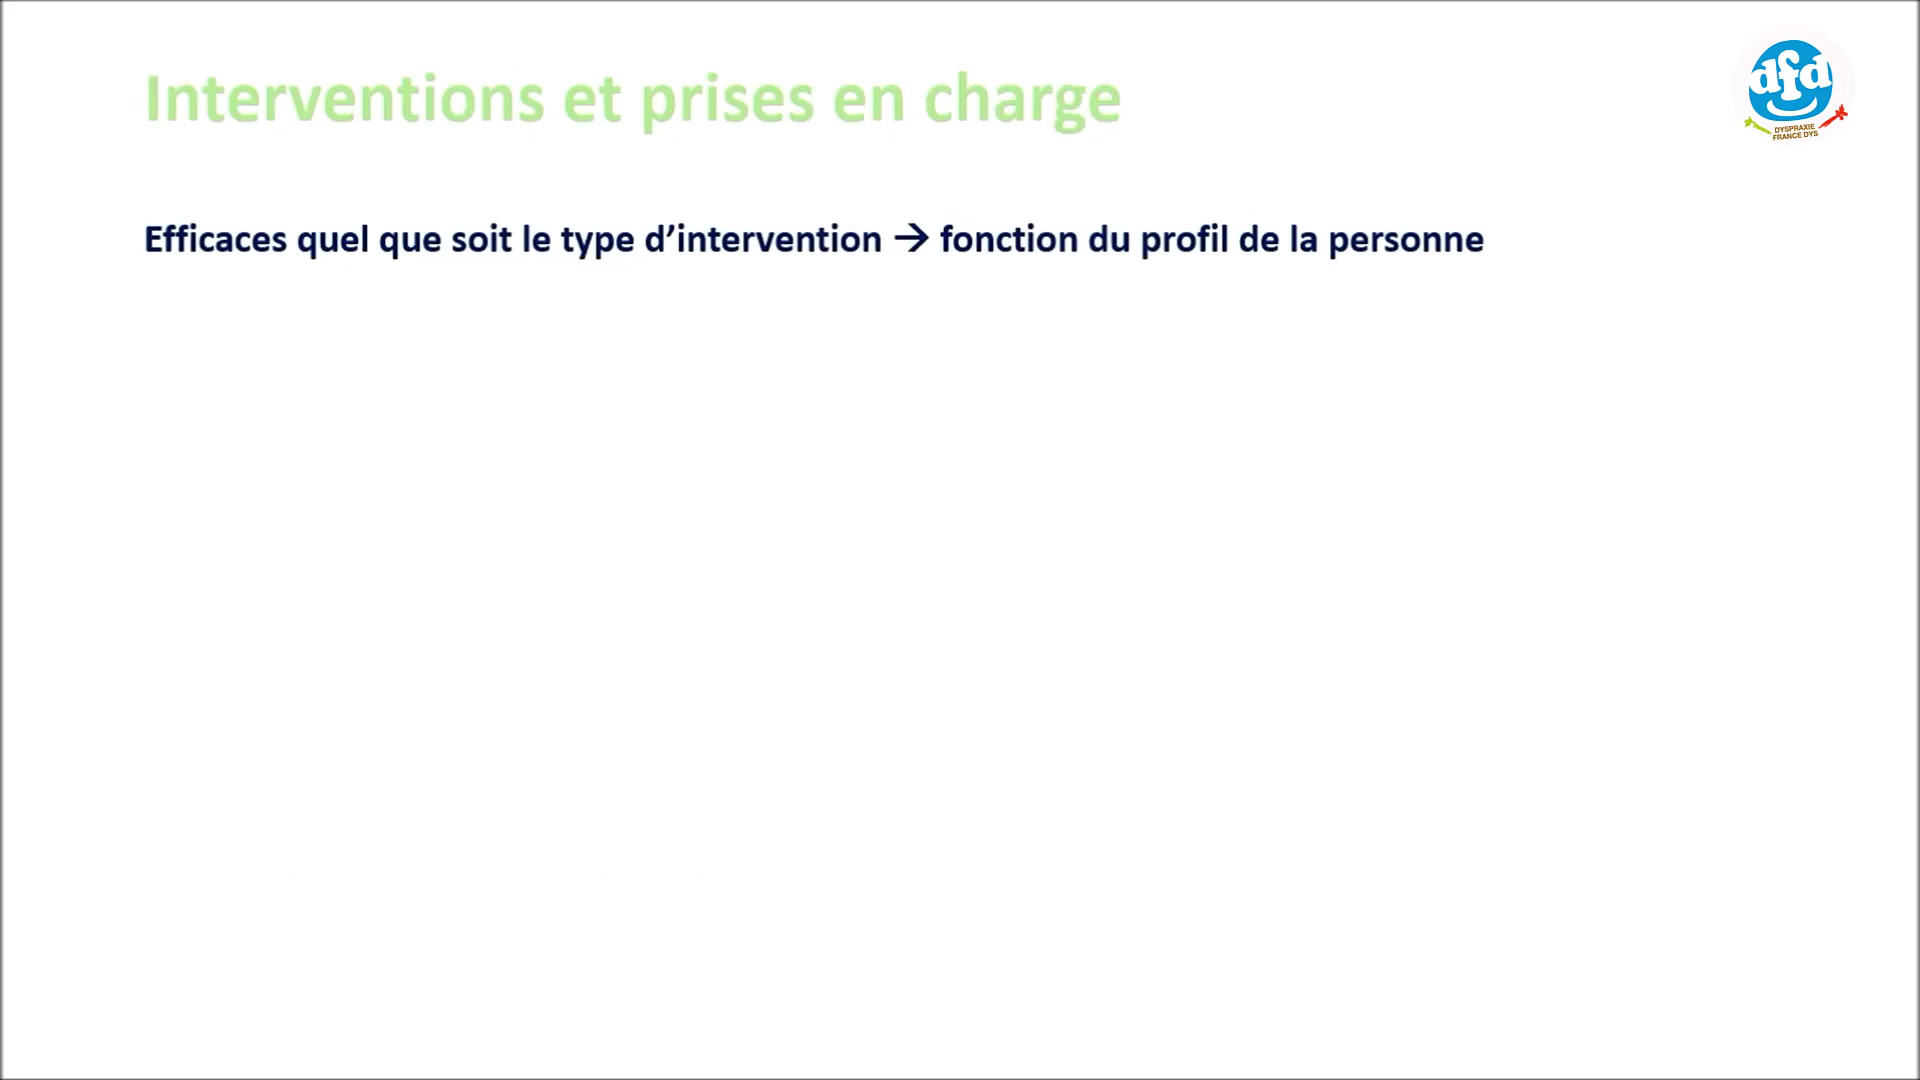 Interventions et prises en charge
dfd
DYSPRAXIE
FRANCE DYS
Efficaces quel que soit le type d’intervention → fonction du profil de la personne